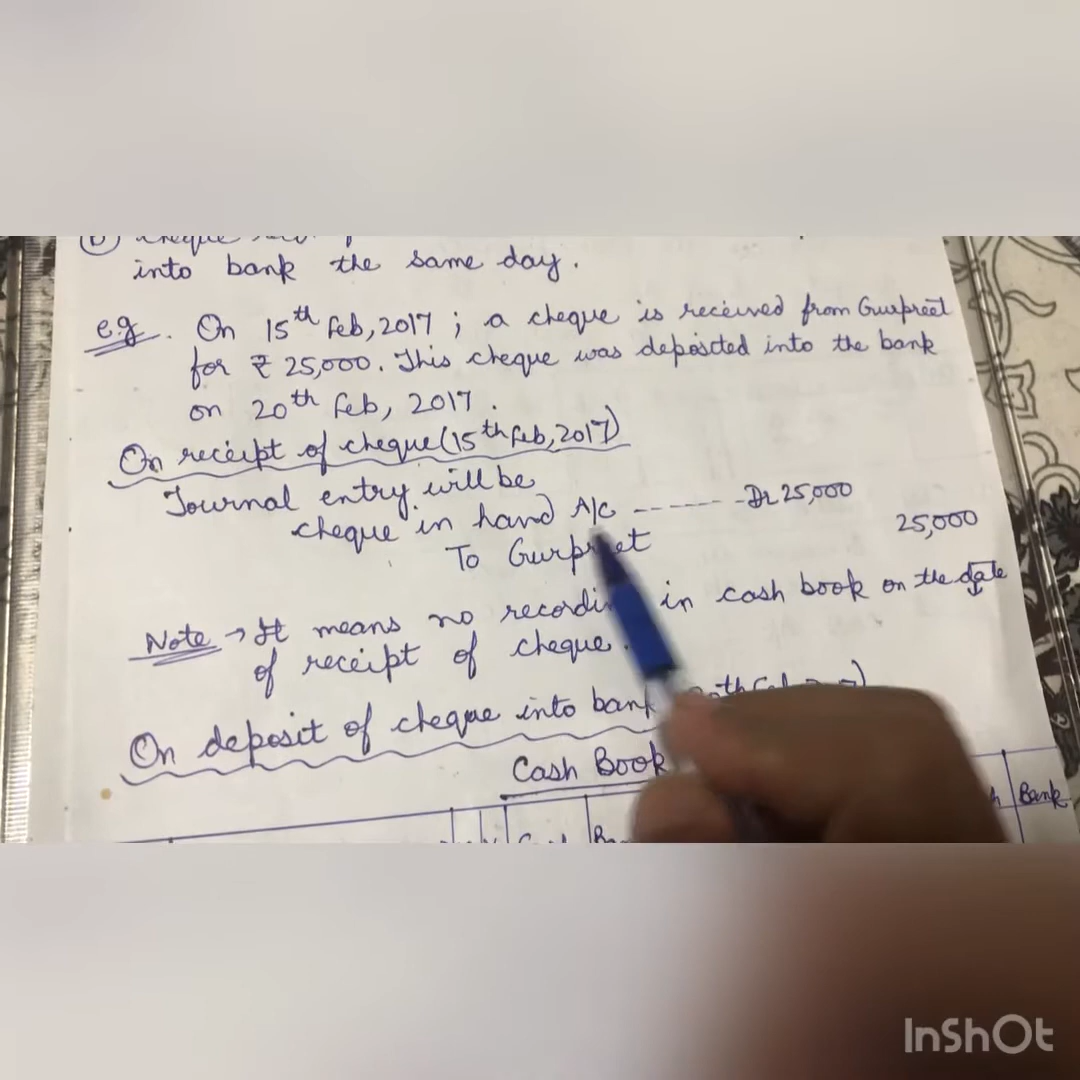 into bank the same day.
e.g. On 15th Feb, 2017 ; a cheque is received from Gurpreet
for ₹ 25,000. This cheque was deposited into the bank
on 20th Feb, 2017.
On receipt of cheque (15th Feb, 2017)
Journal entry will be
cheque in hand A/c ------- Dr 25,000
To Gurpreet 25,000
Note → It means no recording in cash book on the date
of receipt of cheque.
On deposit of cheque into bank
Cash Book
Bank
InShOt